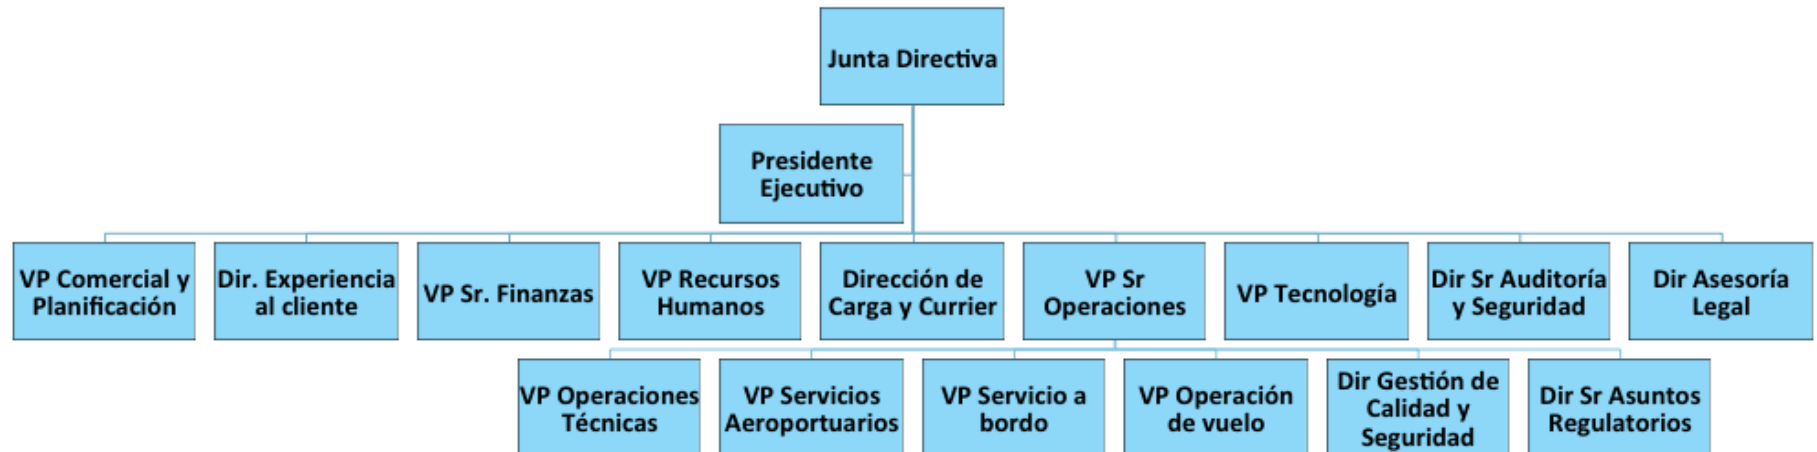 Junta Directiva
Presidente
Ejecutivo
VP Comercial y
Planificación
Dir. Experiencia
al cliente
VP Sr. Finanzas
VP Recursos
Humanos
Dirección de
Carga y Currier
VP Sr
Operaciones
VP Tecnología
Dir Sr Auditoría
y Seguridad
Dir Asesoría
Legal
VP Operaciones
Técnicas
VP Servicios
Aeroportuarios
VP Servicio a
bordo
VP Operación
de vuelo
Dir Gestión de
Calidad y
Seguridad
Dir Sr Asuntos
Regulatorios